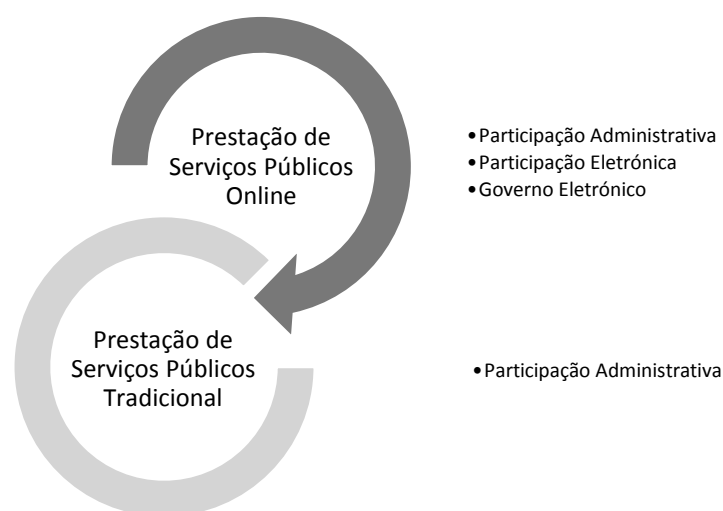 Prestação de
Serviços Públicos
Online
•Participação Administrativa
•Participação Eletrónica
•Governo Eletrónico
Prestação de
Serviços Públicos
Tradicional
•Participação Administrativa